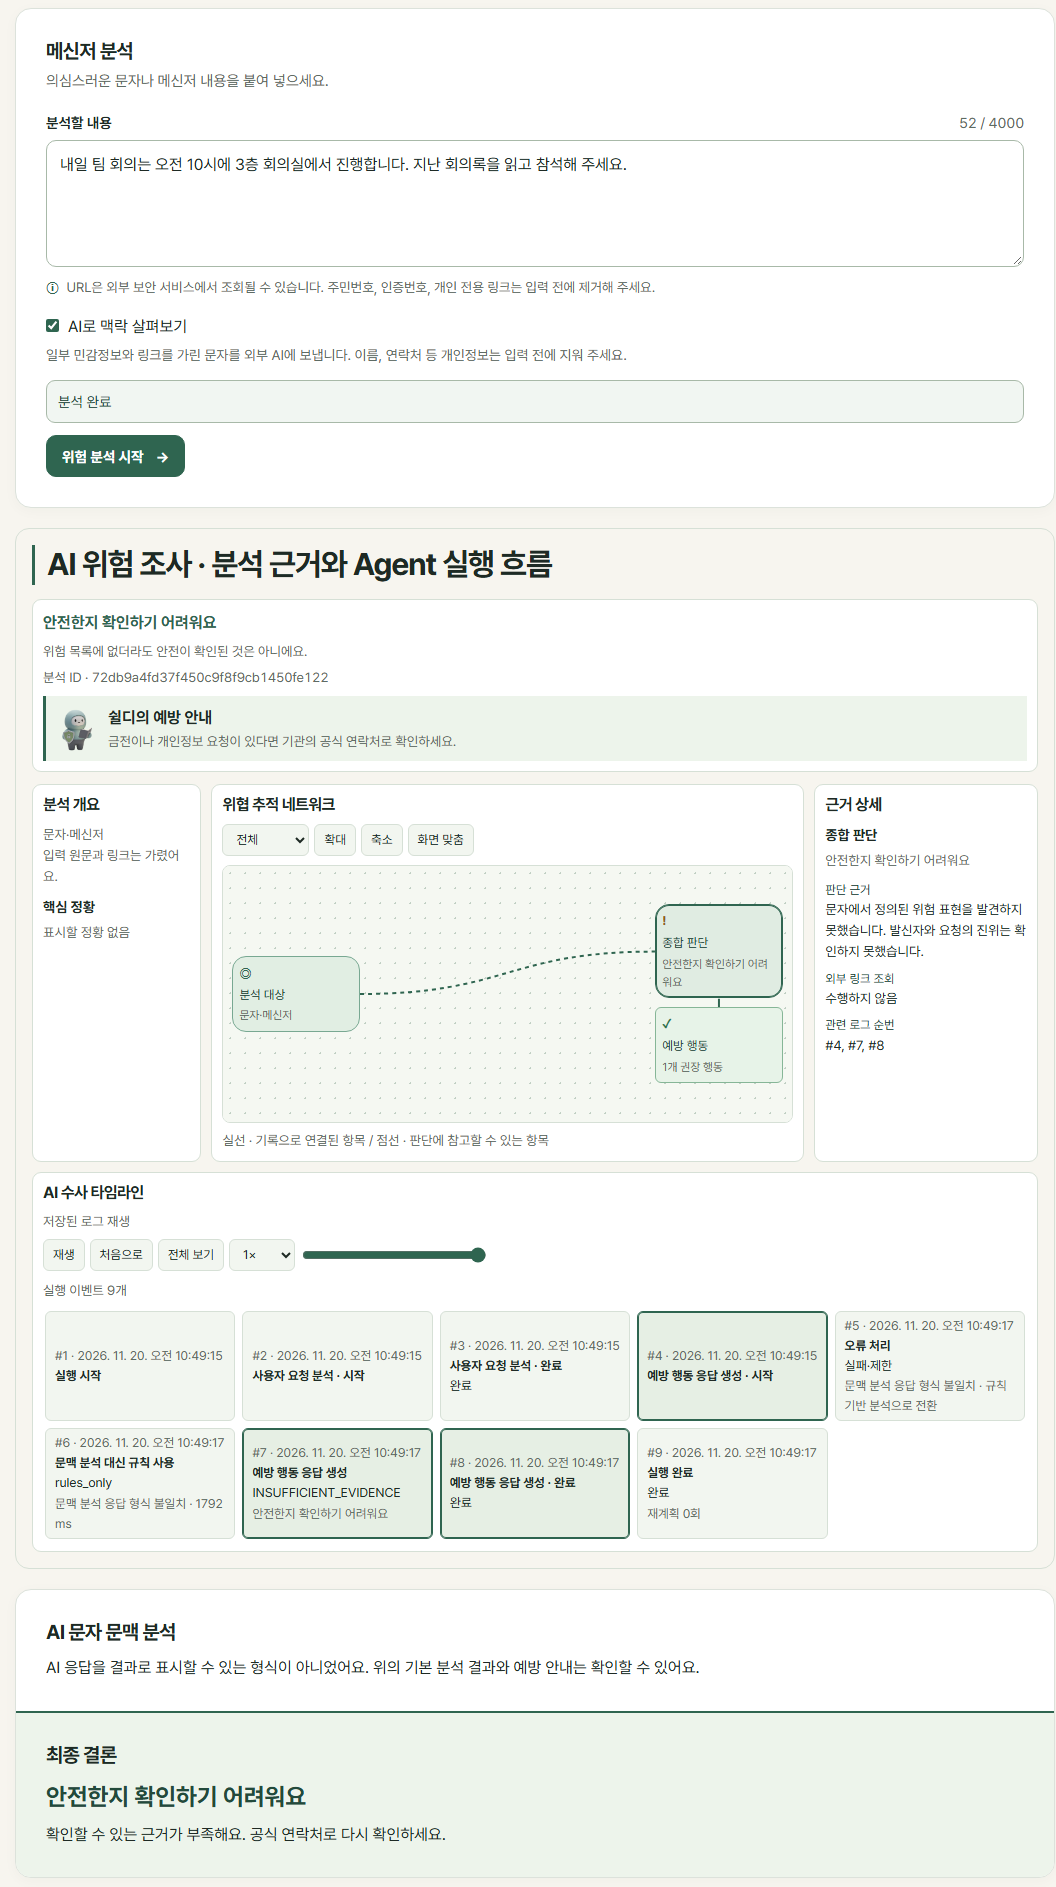 메신저 분석
의심스러운 문자나 메신저 내용을 붙여 넣으세요.
분석할 내용
52 / 4000
내일 팀 회의는 오전 10시에 3층 회의실에서 진행합니다. 지난 회의록을 읽고 참석해 주세요.
URL은 외부 보안 서비스에서 조회될 수 있습니다. 주민번호, 인증번호, 개인 전용 링크는 입력 전에 제거해 주세요.
AI로 맥락 살펴보기
일부 민감정보와 링크를 가린 문자를 외부 AI에 보냅니다. 이름, 연락처 등 개인정보는 입력 전에 지워 주세요.
분석 완료
위험 분석 시작 →
AI 위험 조사 · 분석 근거와 Agent 실행 흐름
안전한지 확인하기 어려워요
위험 목록에 없더라도 안전이 확인된 것은 아니에요.
분석 ID · 72db9a4fd37f450c9f8f9cb1450fe122
쉴디의 예방 안내
금전이나 개인정보 요청이 있다면 기관의 공식 연락처로 확인하세요.
분석 개요
문자·메신저
입력 원문과 링크는 가렸어
요.
핵심 정황
표시할 정황 없음
위협 추적 네트워크
전체
확대
축소
화면 맞춤
◎
분석 대상
문자·메신저
!
종합 판단
안전한지 확인하기 어려
워요
✓
예방 행동
1개 권장 행동
실선 · 기록으로 연결된 항목 / 점선 · 판단에 참고할 수 있는 항목
근거 상세
종합 판단
안전한지 확인하기 어려워요
판단 근거
문자에서 정의된 위험 표현을 발견하지
못했습니다. 발신자와 요청의 진위는 확
인하지 못했습니다.
외부 링크 조회
수행하지 않음
관련 로그 순번
#4, #7, #8
AI 수사 타임라인
저장된 로그 재생
재생
처음으로
전체 보기
1×
실행 이벤트 9개
#1 · 2026. 11. 20. 오전 10:49:15
실행 시작
#2 · 2026. 11. 20. 오전 10:49:15
사용자 요청 분석 · 시작
#3 · 2026. 11. 20. 오전 10:49:15
사용자 요청 분석 · 완료
완료
#4 · 2026. 11. 20. 오전 10:49:15
예방 행동 응답 생성 · 시작
#5 · 2026. 11. 20. 오전 10:49:17
오류 처리
실패·제한
문맥 분석 응답 형식 불일치 · 규칙
기반 분석으로 전환
#6 · 2026. 11. 20. 오전 10:49:17
문맥 분석 대신 규칙 사용
rules_only
문맥 분석 응답 형식 불일치 · 1792
ms
#7 · 2026. 11. 20. 오전 10:49:17
예방 행동 응답 생성
INSUFFICIENT_EVIDENCE
안전한지 확인하기 어려워요
#8 · 2026. 11. 20. 오전 10:49:17
예방 행동 응답 생성 · 완료
완료
#9 · 2026. 11. 20. 오전 10:49:17
실행 완료
완료
재계획 0회
AI 문자 문맥 분석
AI 응답을 결과로 표시할 수 있는 형식이 아니었어요. 위의 기본 분석 결과와 예방 안내는 확인할 수 있어요.
최종 결론
안전한지 확인하기 어려워요
확인할 수 있는 근거가 부족해요. 공식 연락처로 다시 확인하세요.